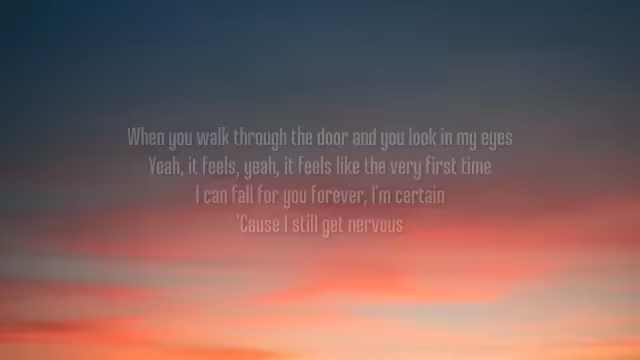 When you walk through the door and you look in my eyes
Yeah, it feels, yeah, it feels like the very first time
I can fall for you forever, I'm certain
'Cause I still get nervous